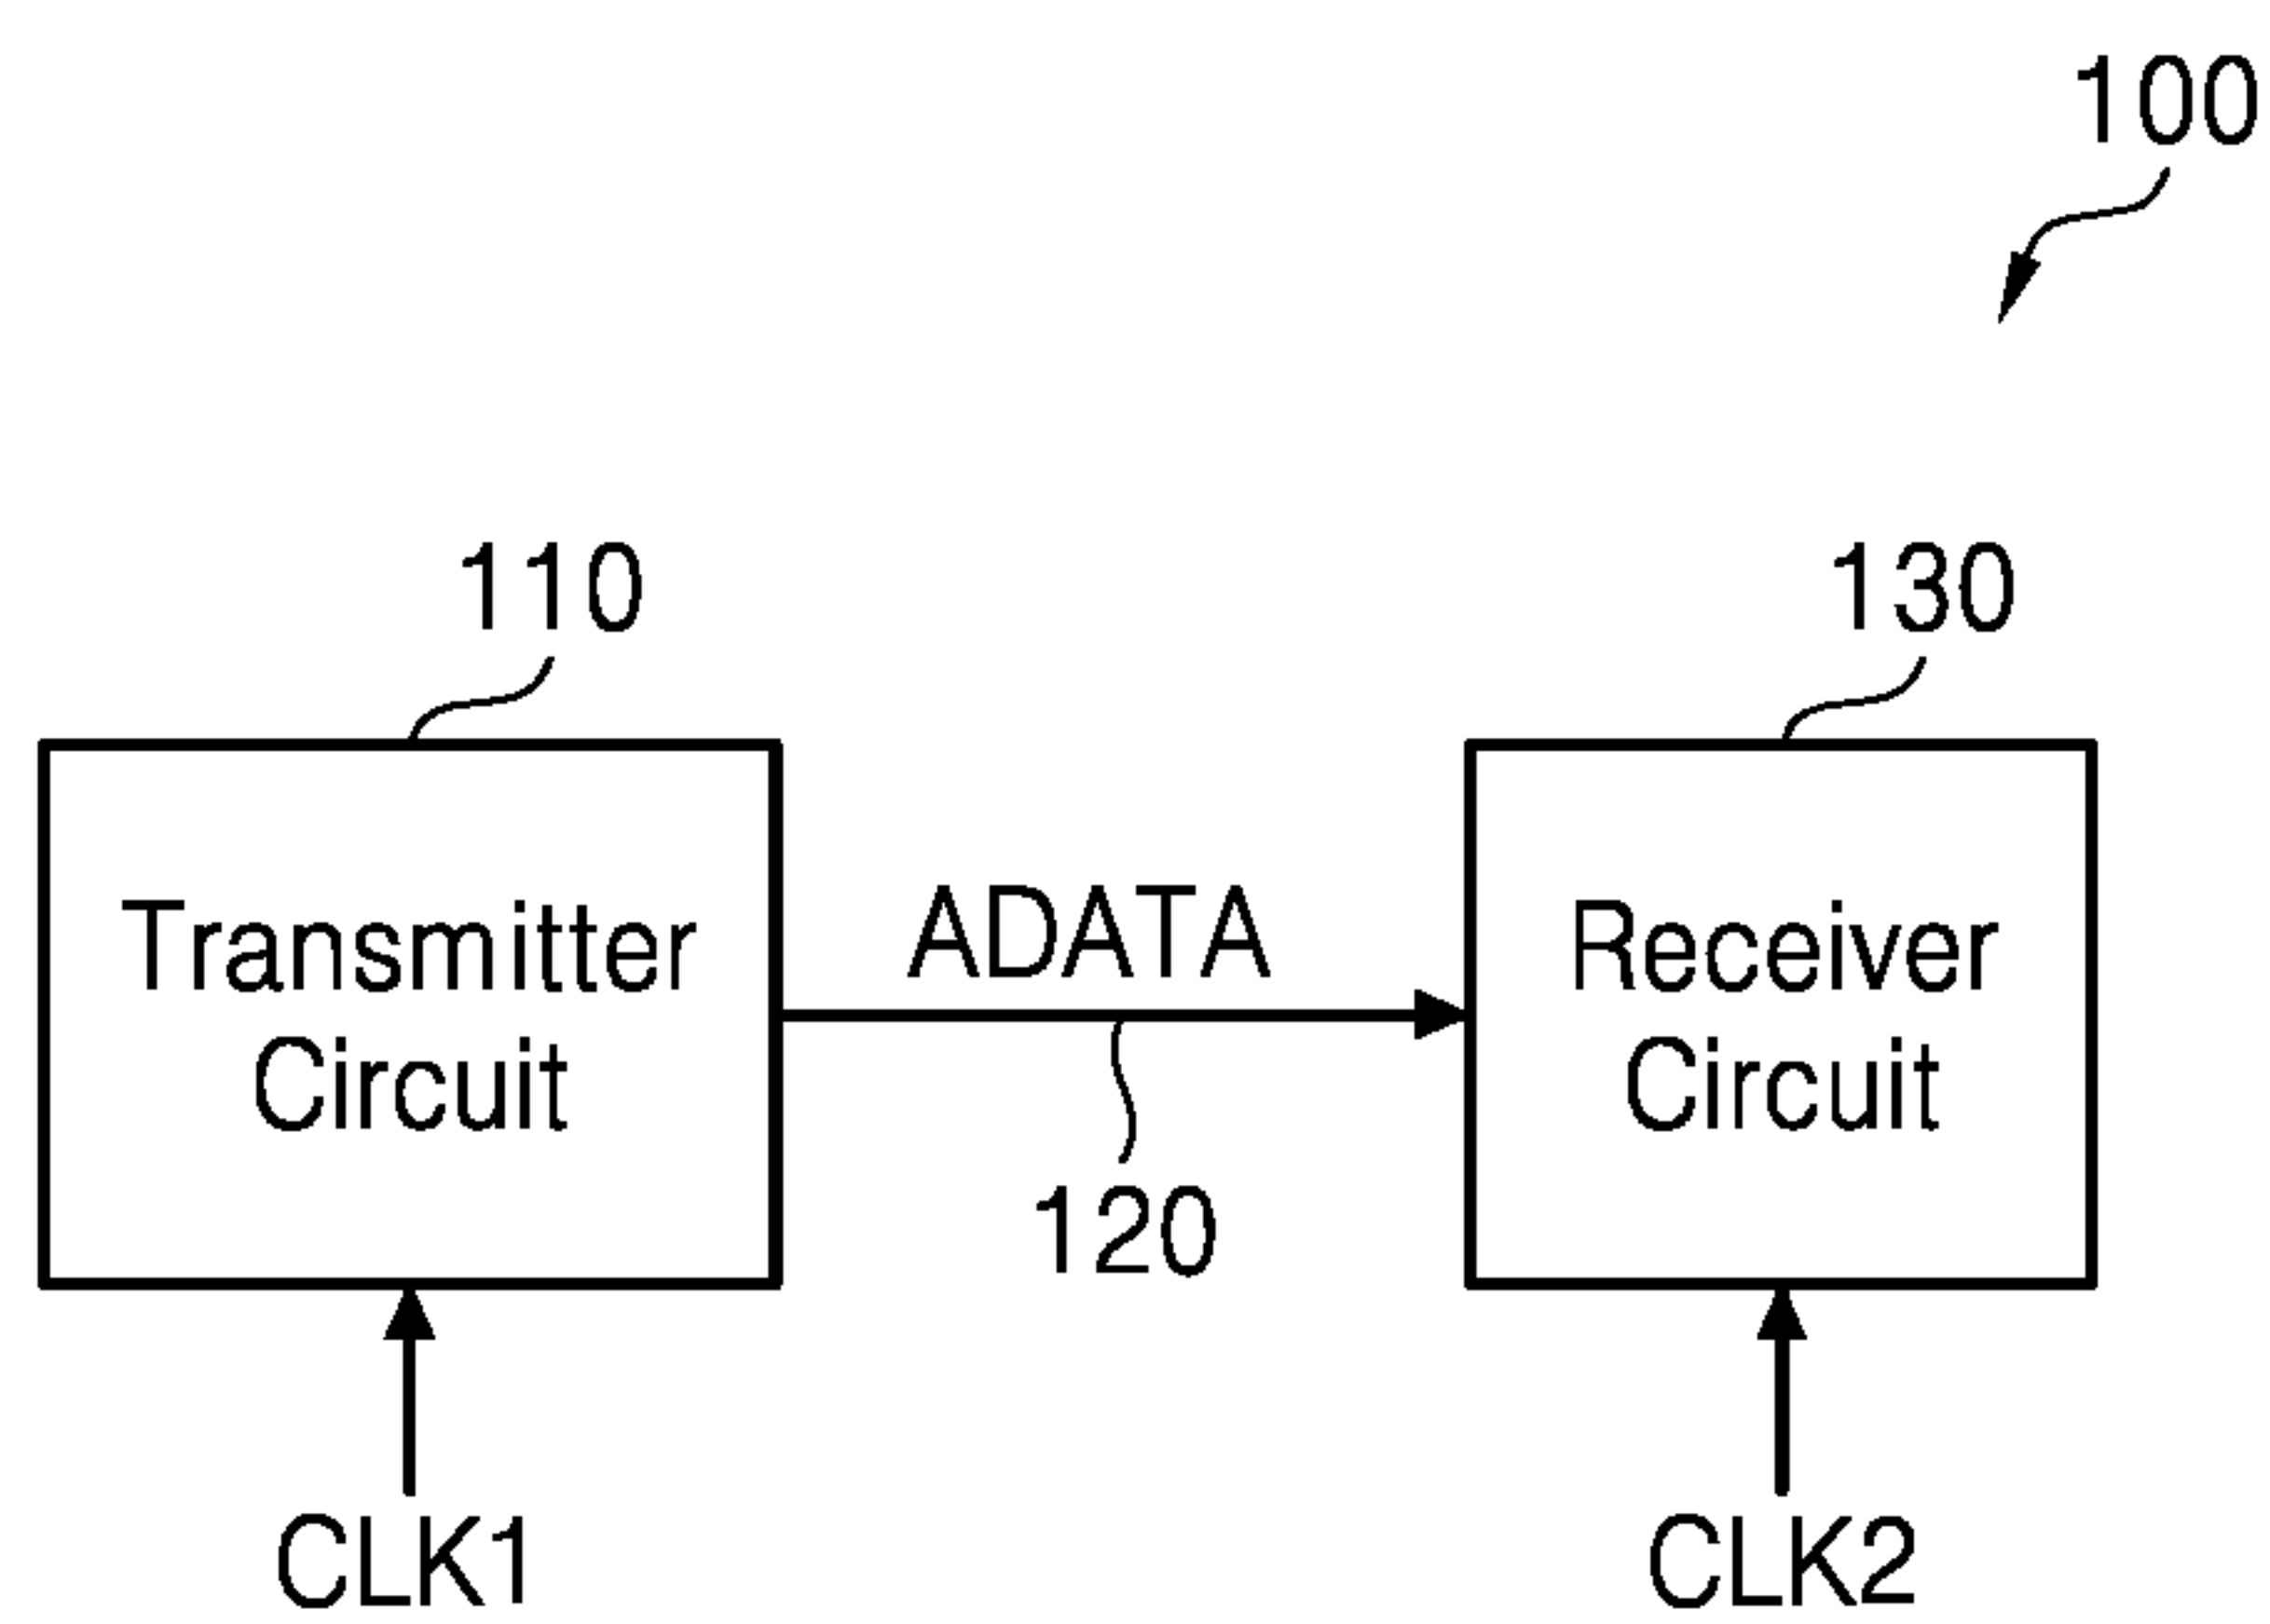 100
110
130
Transmitter
Circuit
ADATA
Receiver
Circuit
120
CLK1
CLK2